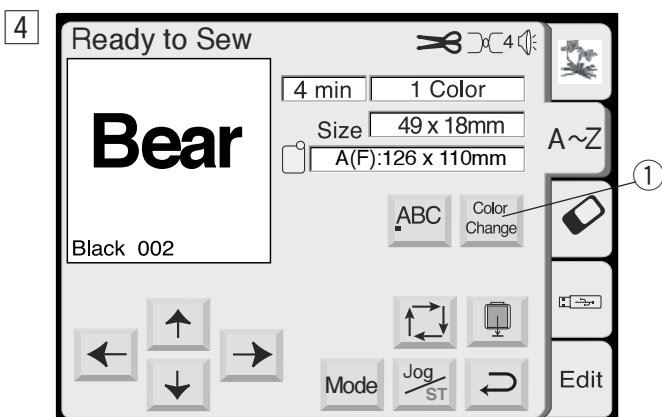 4
Ready to Sew
4
4 min
1 Color
Size
49 x 18mm
A(F):126 x 110mm
Bear
Black 002
A~Z
1
ABC
Color
Change
Mode
Jog
ST
Edit